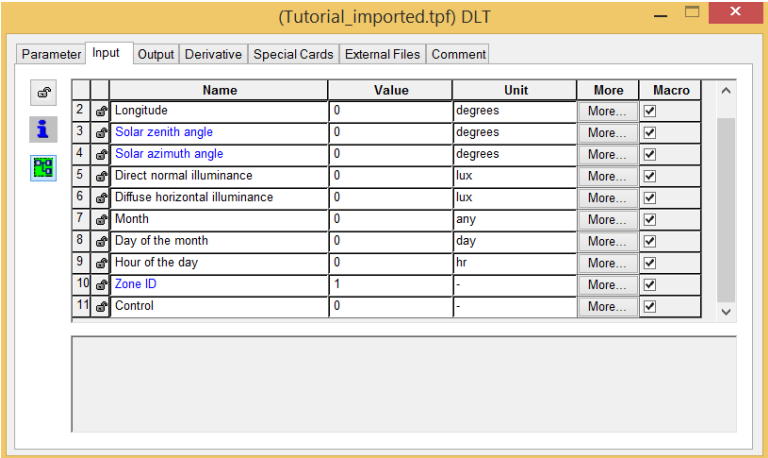 (Tutorial_imported.tpf) DLT
Parameter Input Output Derivative Special Cards External Files Comment
Name Value Unit More Macro
2 Longitude 0 degrees More...
3 Solar zenith angle 0 degrees More...
4 Solar azimuth angle 0 degrees More...
5 Direct normal illuminance 0 lux More...
6 Diffuse horizontal illuminance 0 lux More...
7 Month 0 any More...
8 Day of the month 0 day More...
9 Hour of the day 0 hr More...
10 Zone ID 1 - More...
11 Control 0 - More...